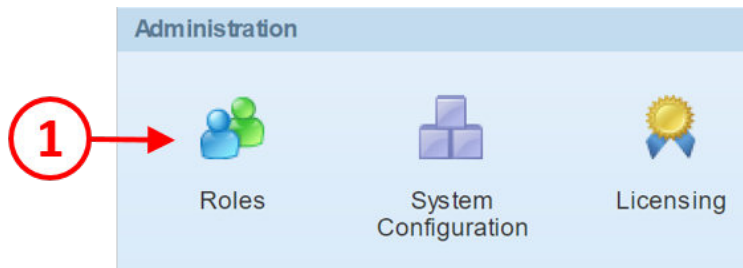 Administration
1
Roles
System
Configuration
Licensing